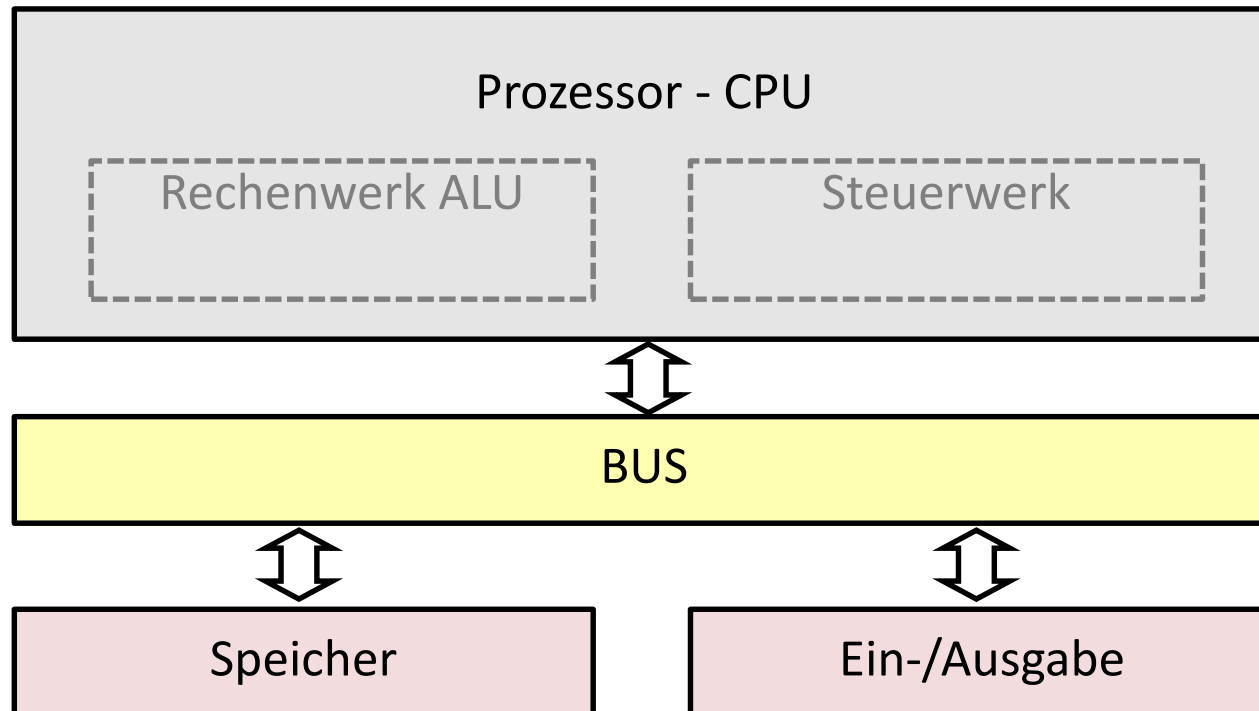 Prozessor - CPU
Rechenwerk ALU
Steuerwerk
BUS
Speicher
Ein-/Ausgabe